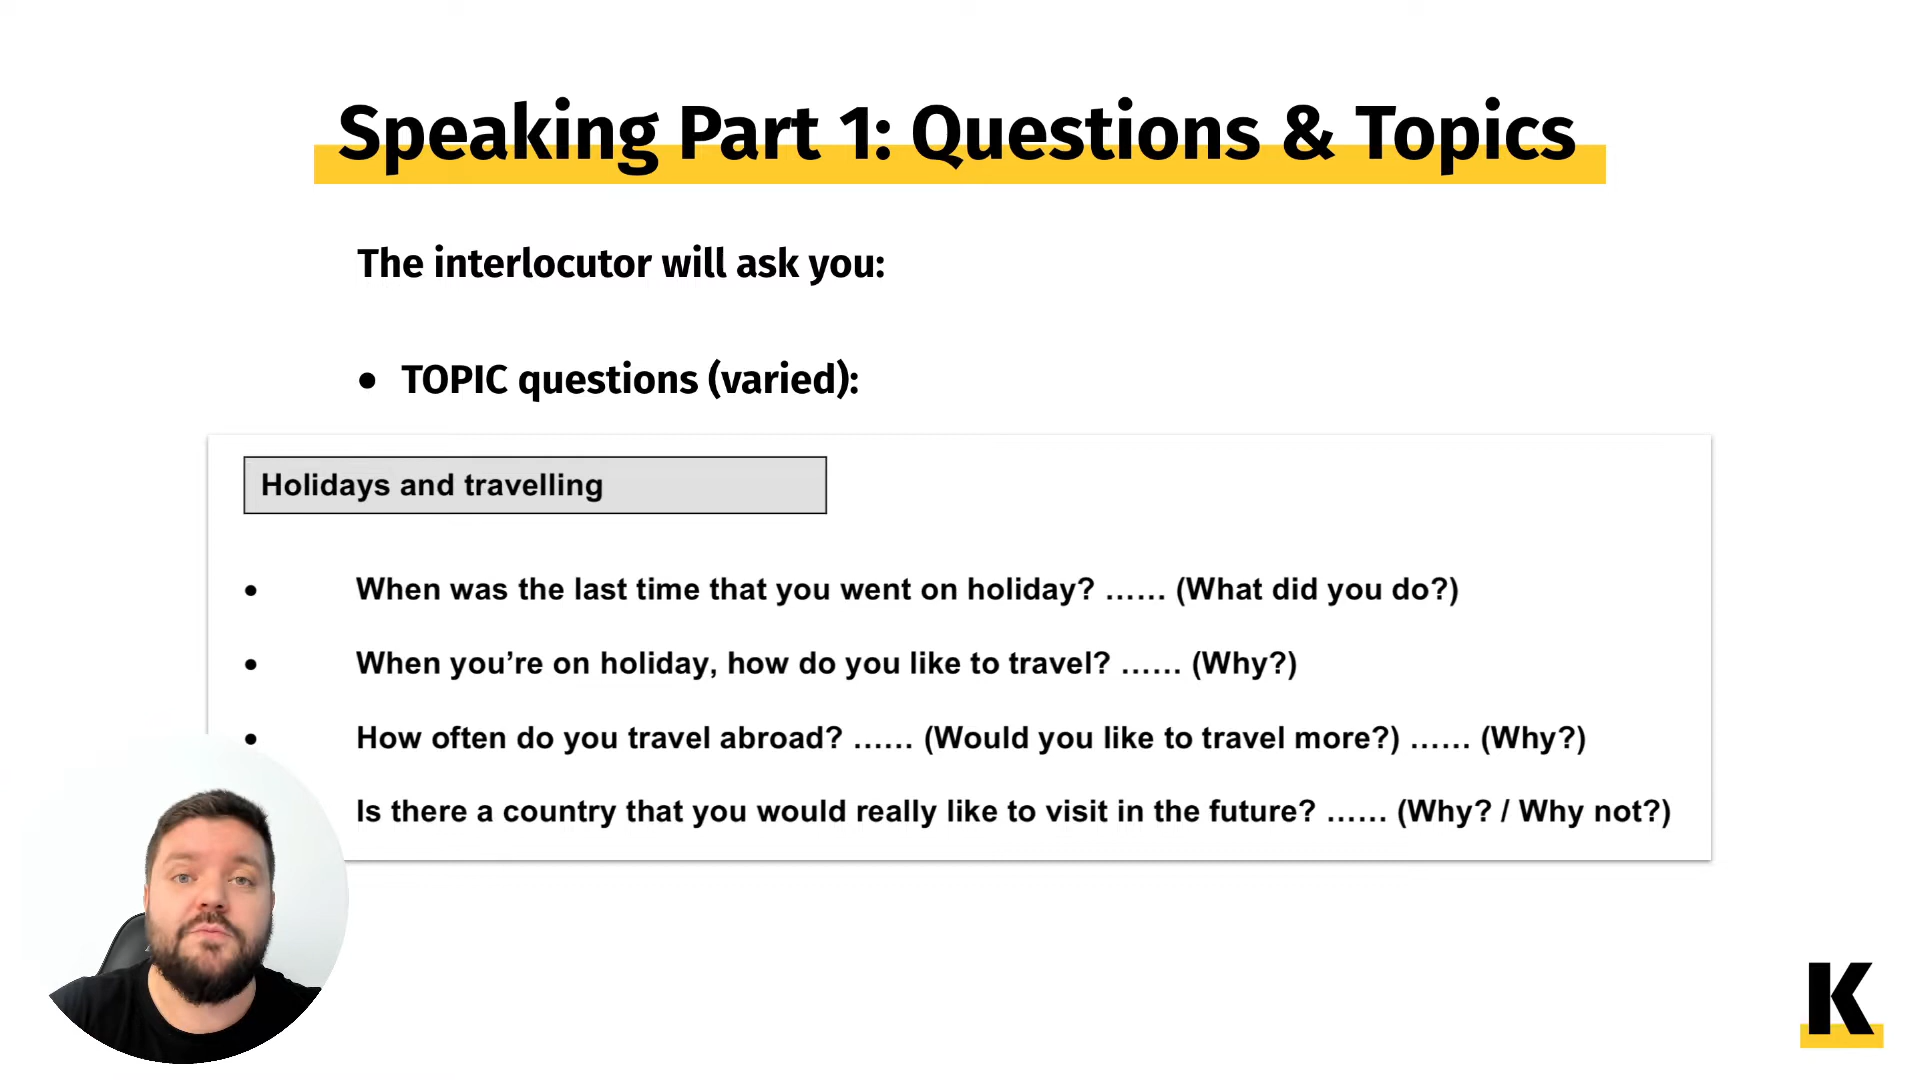 Speaking Part 1: Questions & Topics
The interlocutor will ask you:
• TOPIC questions (varied):
Holidays and travelling
• When was the last time that you went on holiday? …… (What did you do?)
• When you’re on holiday, how do you like to travel? …… (Why?)
• How often do you travel abroad? …… (Would you like to travel more?) …… (Why?)
Is there a country that you would really like to visit in the future? …… (Why? / Why not?)
K